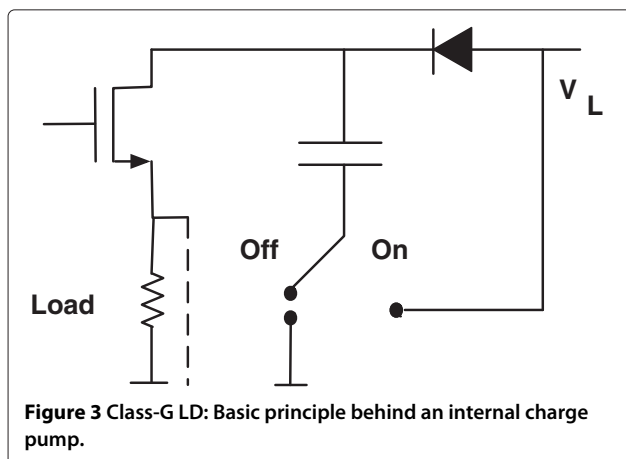 V
L
Off
On
Load
Figure 3 Class-G LD: Basic principle behind an internal charge
pump.